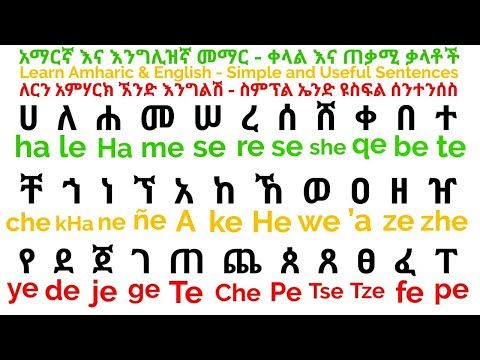 አማርኛ እና እንግሊዝኛ መማር - ቀላል እና ጠቃሚ ቃላቶች
Learn Amharic & English - Simple and Useful Sentences
ለርን አምሃርክ ኧንድ እንግልሽ - ስምፕል ኤንድ ዩስፍል ሰንተንሰስ
ሀ ለ ሐ መ ሠ ረ ሰ ሸ ቀ በ ተ
ha le Ha me se re se she qe be te
ቸ ኀ ነ ኘ አ ከ ኸ ወ ዐ ዘ ዠ
che kHa ne ñe A ke He we 'a ze zhe
የ ደ ጀ ገ ጠ ጨ ጰ ጸ ፀ ፈ ፐ
ye de je ge Te Che Pe Tse Tze fe pe